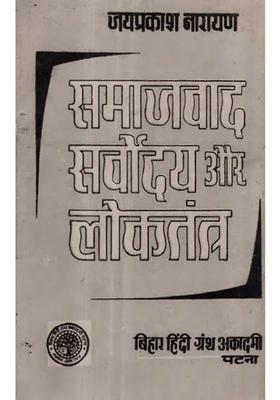 जयप्रकाश नारायण
समाजवाद
सर्वोदय और
लोकतंत्र
बिहार हिंदी ग्रंथ अकादमी
पटना